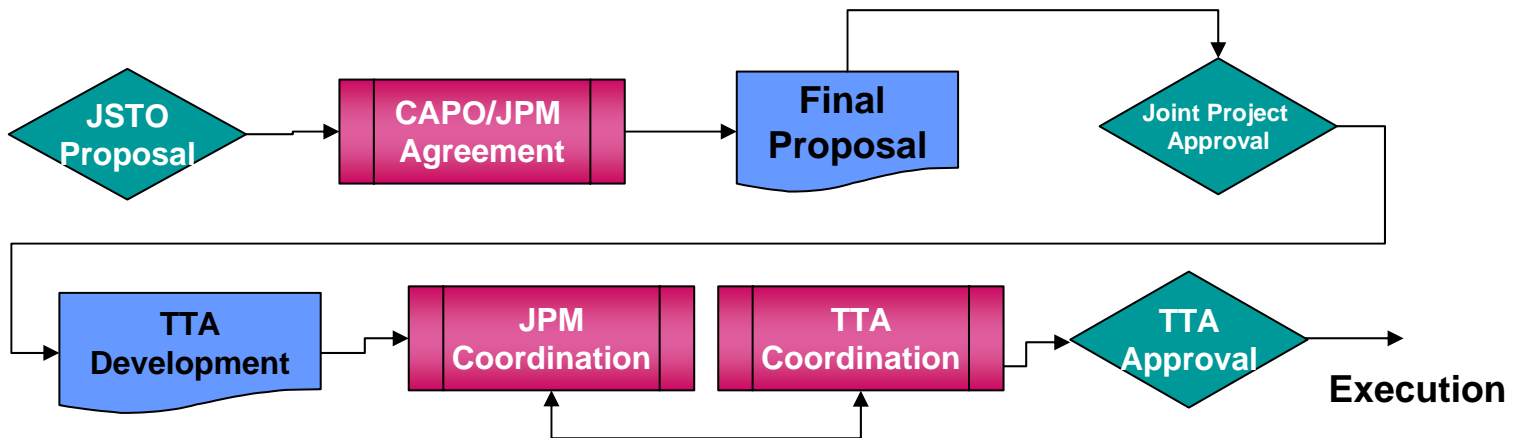 JSTO
Proposal
CAPO/JPM
Agreement
Final
Proposal
Joint Project
Approval
TTA
Development
JPM
Coordination
TTA
Coordination
TTA
Approval
Execution